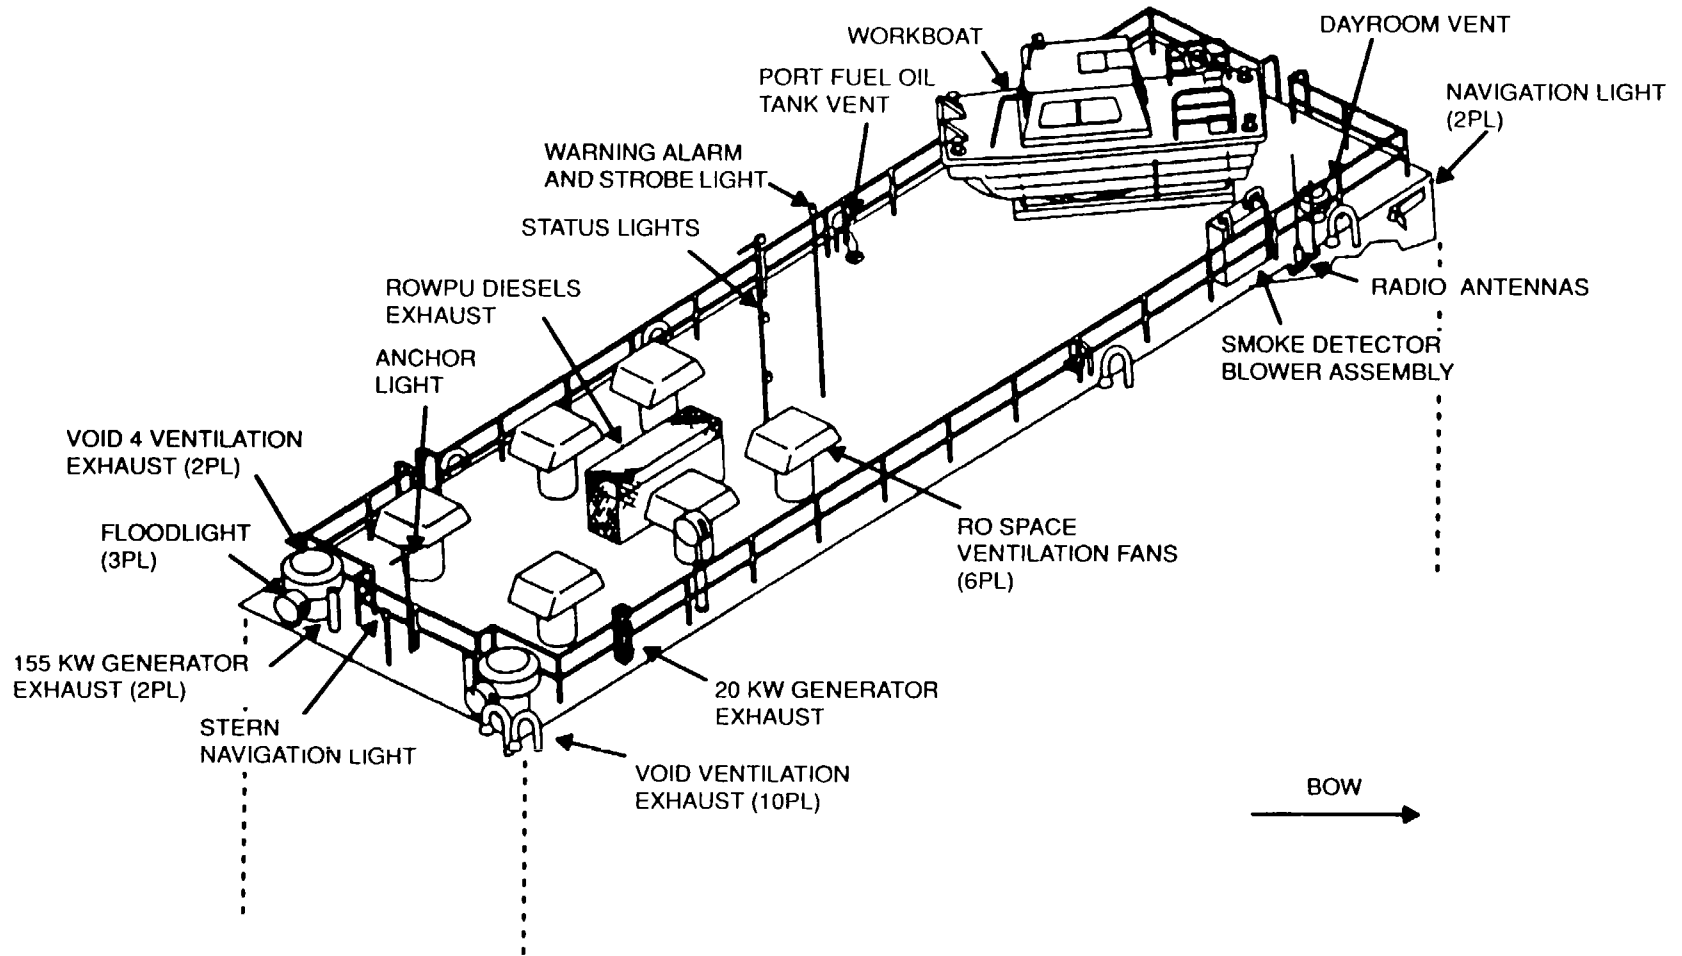 WORKBOAT
DAYROOM VENT
PORT FUEL OIL
TANK VENT
NAVIGATION LIGHT
(2PL)
WARNING ALARM
AND STROBE LIGHT
STATUS LIGHTS
ROWPU DIESELS
EXHAUST
RADIO ANTENNAS
ANCHOR
LIGHT
SMOKE DETECTOR
BLOWER ASSEMBLY
VOID 4 VENTILATION
EXHAUST (2PL)
FLOODLIGHT
(3PL)
RO SPACE
VENTILATION FANS
(6PL)
155 KW GENERATOR
EXHAUST (2PL)
20 KW GENERATOR
EXHAUST
STERN
NAVIGATION LIGHT
VOID VENTILATION
EXHAUST (10PL)
BOW